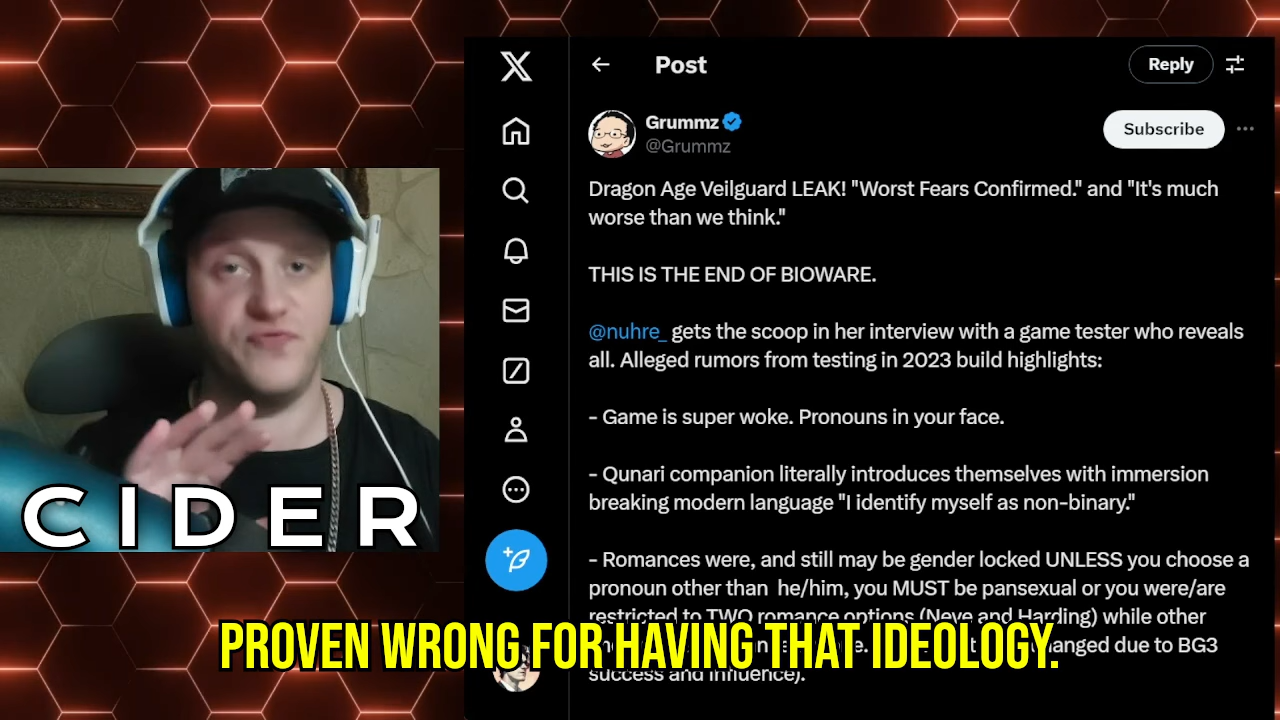 Post
Reply
Grummz
@Grummz
Subscribe
Dragon Age Veilguard LEAK! "Worst Fears Confirmed." and "It's much
worse than we think."
THIS IS THE END OF BIOWARE.
@nuhre_ gets the scoop in her interview with a game tester who reveals
all. Alleged rumors from testing in 2023 build highlights:
- Game is super woke. Pronouns in your face.
- Qunari companion literally introduces themselves with immersion
breaking modern language "I identify myself as non-binary."
- Romances were, and still may be gender locked UNLESS you choose a
pronoun other than he/him, you MUST be pansexual or you were/are
restricted to TWO romance options (Neve and Harding) while other
due to BG3
success and influence).
CIDER
PROVEN WRONG FOR HAVING THAT IDEOLOGY.